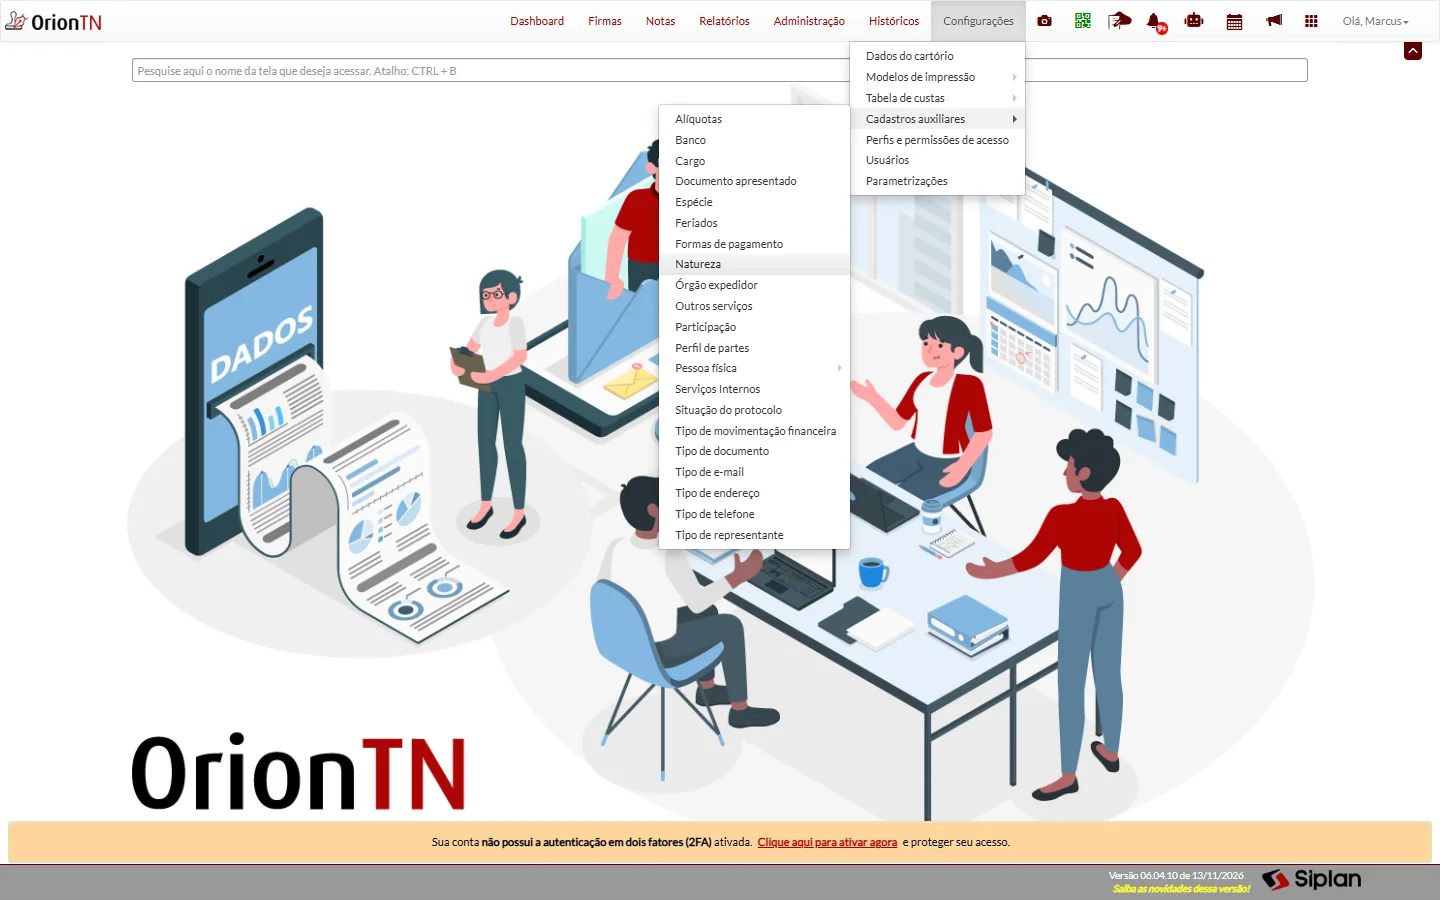 OrionTN
Dashboard
Firmas
Notas
Relatórios
Administração
Históricos
Configurações
9+
Olá, Marcus
Pesquise aqui o nome da tela que deseja acessar. Atalho: CTRL + B
Dados do cartório
Modelos de impressão
Tabela de custas
Cadastros auxiliares
Perfis e permissões de acesso
Usuários
Parametrizações
Alíquotas
Banco
Cargo
Documento apresentado
Espécie
Feriados
Formas de pagamento
Natureza
Órgão expedidor
Outros serviços
Participação
Perfil de partes
Pessoa física
Serviços Internos
Situação do protocolo
Tipo de movimentação financeira
Tipo de documento
Tipo de e-mail
Tipo de endereço
Tipo de telefone
Tipo de representante
DADOS
OrionTN
Sua conta não possui a autenticação em dois fatores (2FA) ativada. Clique aqui para ativar agora e proteger seu acesso.
Versão 06.04.10 de 13/11/2026
Saiba as novidades dessa versão!
Siplan